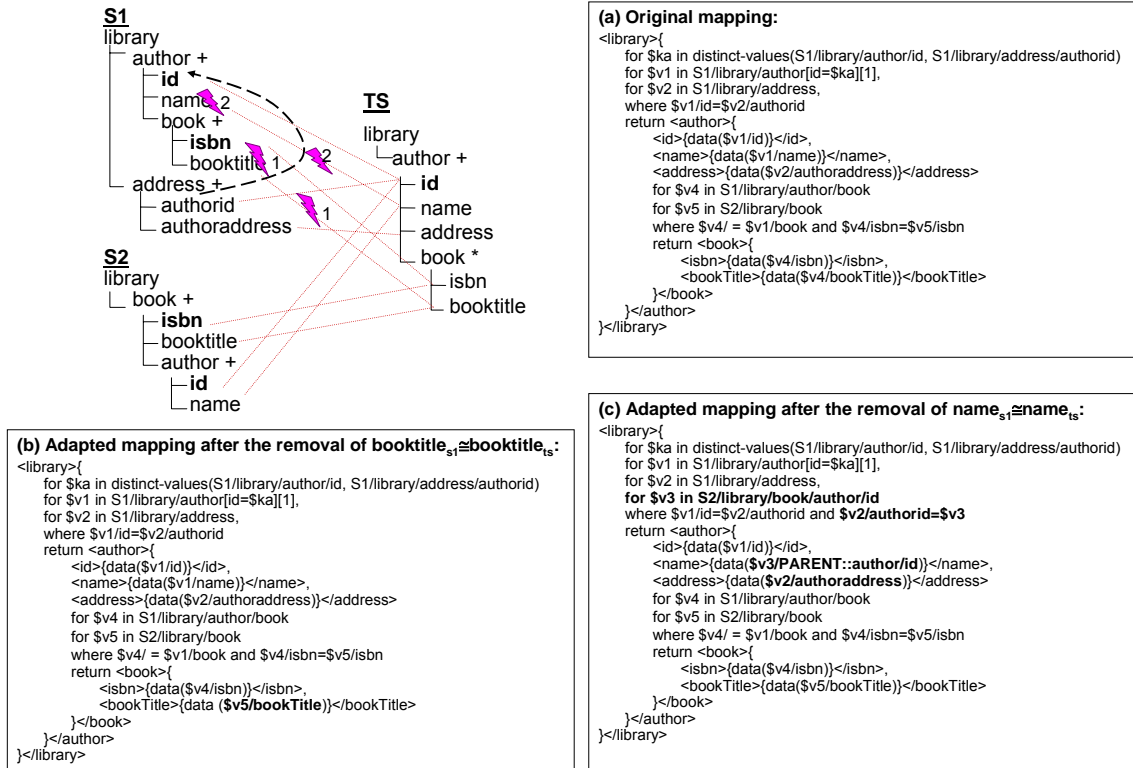 S1
library
author +
id
name
2
book +
isbn
booktitle
1
address +
authorid
authoraddress
S2
library
book +
isbn
booktitle
author +
id
name
2
1
TS
library
author +
id
name
address
book *
isbn
booktitle
(a) Original mapping:
<library>{
for $ka in distinct-values(S1/library/author/id, S1/library/address/authorid)
for $v1 in S1/library/author[id=$ka][1],
for $v2 in S1/library/address,
where $v1/id=$v2/authorid
return <author>{
<id>{data($v1/id)}</id>,
<name>{data($v1/name)}</name>,
<address>{data($v2/authoraddress)}</address>
for $v4 in S1/library/author/book
for $v5 in S2/library/book
where $v4/ = $v1/book and $v4/isbn=$v5/isbn
return <book>{
<isbn>{data($v4/isbn)}</isbn>,
<bookTitle>{data($v4/bookTitle)}</bookTitle>
}</book>
}</author>
}</library>
(b) Adapted mapping after the removal of booktitles1≅booktitlets:
<library>{
for $ka in distinct-values(S1/library/author/id, S1/library/address/authorid)
for $v1 in S1/library/author[id=$ka][1],
for $v2 in S1/library/address,
where $v1/id=$v2/authorid
return <author>{
<id>{data($v1/id)}</id>,
<name>{data($v1/name)}</name>,
<address>{data($v2/authoraddress)}</address>
for $v4 in S1/library/author/book
for $v5 in S2/library/book
where $v4/ = $v1/book and $v4/isbn=$v5/isbn
return <book>{
<isbn>{data($v4/isbn)}</isbn>,
<bookTitle>{data ($v5/bookTitle)}</bookTitle>
}</book>
}</author>
}</library>
(c) Adapted mapping after the removal of names1≅namets:
<library>{
for $ka in distinct-values(S1/library/author/id, S1/library/address/authorid)
for $v1 in S1/library/author[id=$ka][1],
for $v2 in S1/library/address,
for $v3 in S2/library/book/author/id
where $v1/id=$v2/authorid and $v2/authorid=$v3
return <author>{
<id>{data($v1/id)}</id>,
<name>{data($v3/PARENT::author/id)}</name>,
<address>{data($v2/authoraddress)}</address>
for $v4 in S1/library/author/book
for $v5 in S2/library/book
where $v4/ = $v1/book and $v4/isbn=$v5/isbn
return <book>{
<isbn>{data($v4/isbn)}</isbn>,
<bookTitle>{data($v5/bookTitle)}</bookTitle>
}</book>
}</author>
}</library>